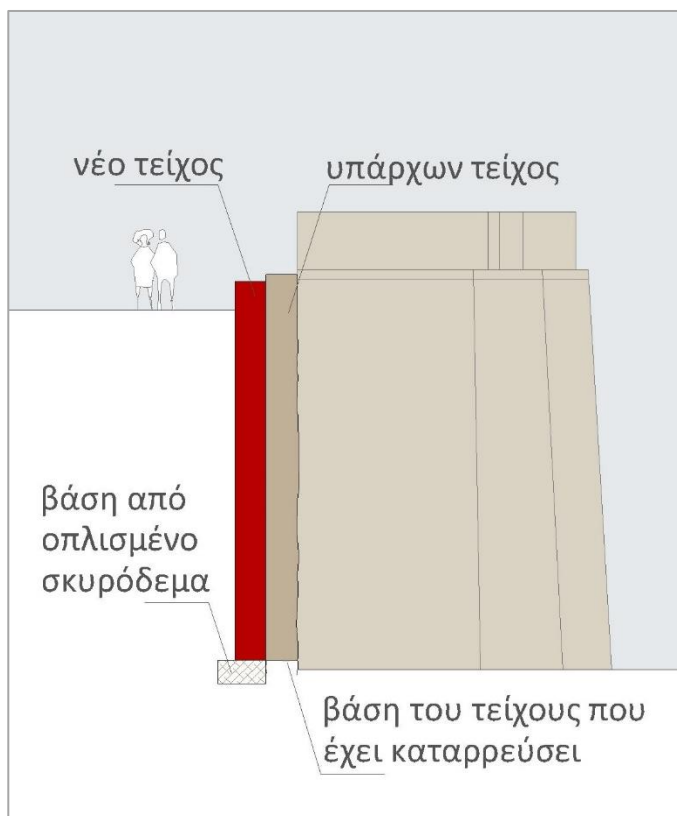 νέο τείχος
υπάρχων τείχος
βάση από
οπλισμένο
σκυρόδεμα
βάση του τείχους που
έχει καταρρεύσει